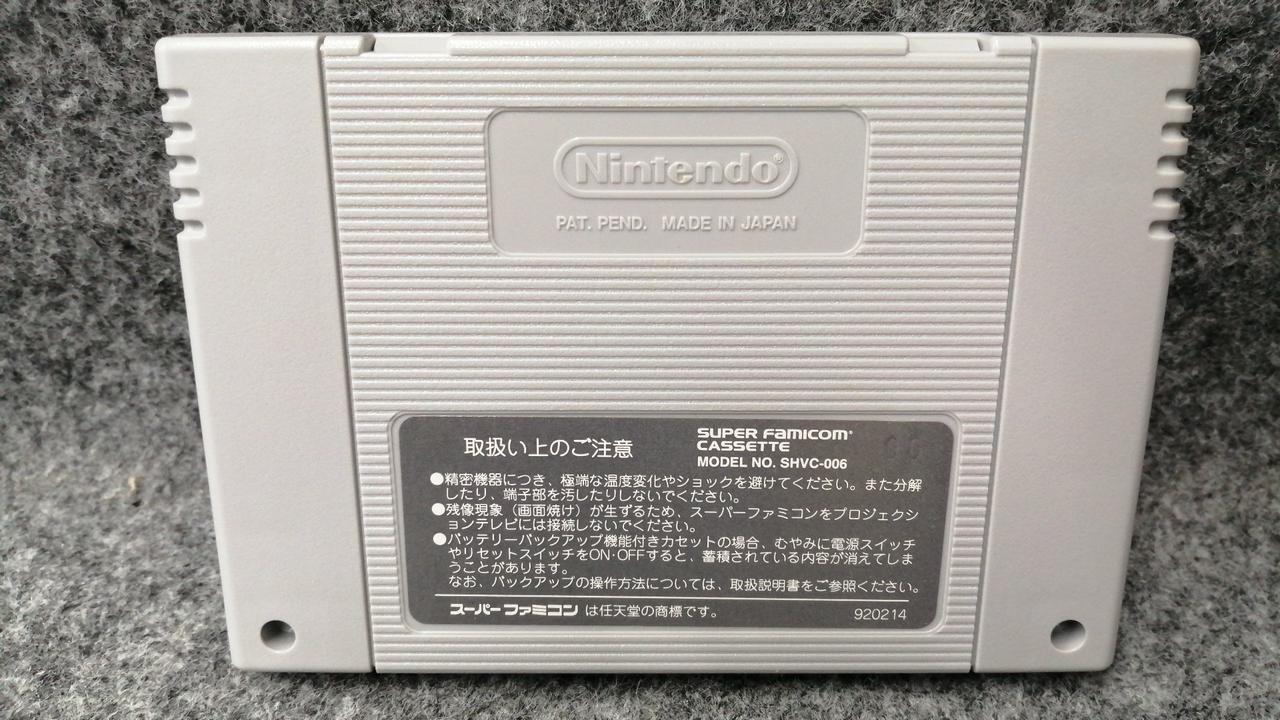 Nintendo®
PAT. PEND. MADE IN JAPAN
取扱い上のご注意
SUPER FAMICOM®
CASSETTE
MODEL NO. SHVC-006
●精密機器につき、極端な温度変化やショックを避けてください。また分解
したり、端子部を汚したりしないでください。
●残像現象（画面焼け）が生ずるため、スーパーファミコンをプロジェクシ
ョンテレビには接続しないでください。
●バッテリーバックアップ機能付きカセットの場合、むやみに電源スイッチ
やリセットスイッチをON·OFFすると、蓄積されている内容が消えてしま
うことがあります。
なお、バックアップの操作方法については、取扱説明書をご参照ください。
スーパーファミコン は任天堂の商標です。
920214